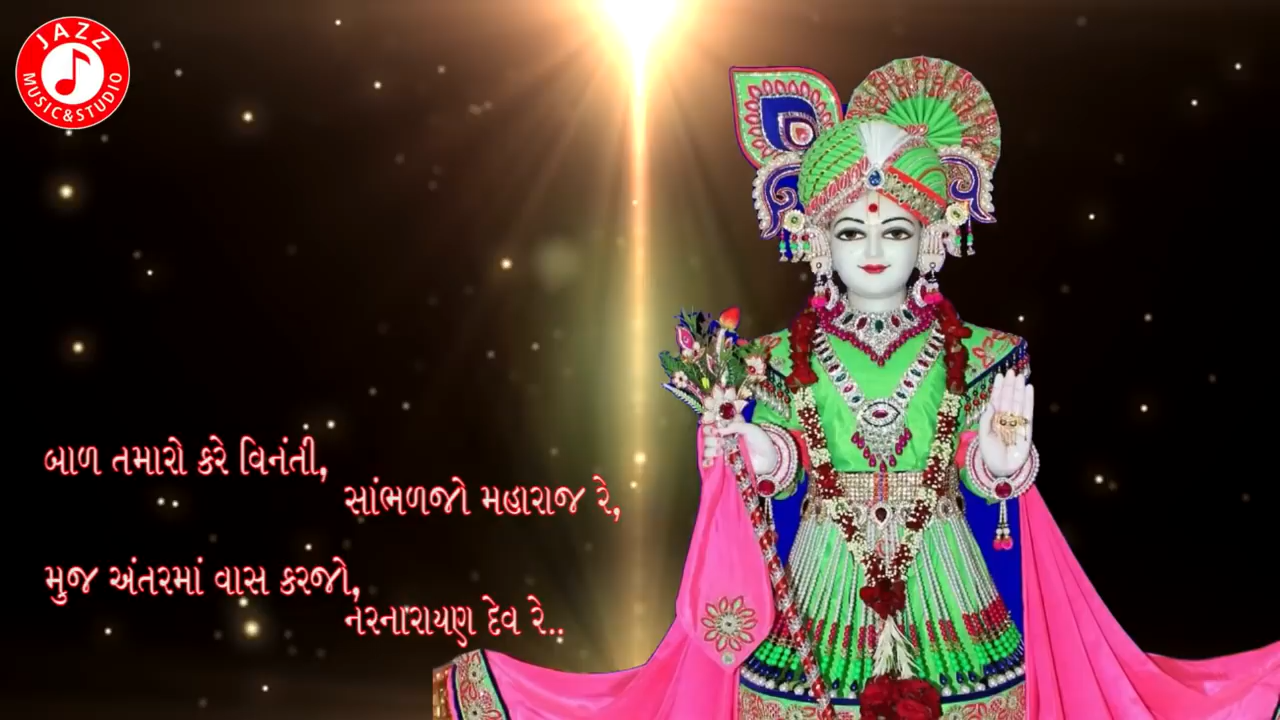 JAZZ
MUSIC&STUDIO
બાળ તમારો કરે વિનંતી,
સાંભળજો મહારાજ રે,
મુજ અંતરમાં વાસ કરજો,
નરનારાયણ દેવ રે..